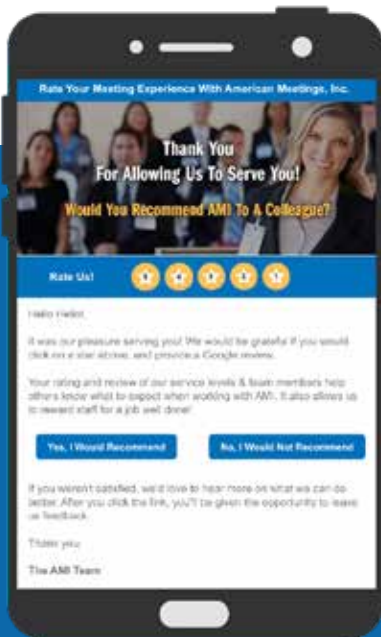 Rate Your Meeting Experience With American Meetings, Inc.
Thank You
For Allowing Us To Serve You!
Would You Recommend AMI To A Colleague?
Rate Us!
Hello
It was our pleasure serving you! We would be grateful if you would
click on a star above, and provide a Google review.
Your rating and review of our service levels & team members help
others know what to expect when working with AMI. It also allows us
to reward staff for a job well done!
Yes, I Would Recommend
No, I Would Not Recommend
If you weren't satisfied, we'd love to hear more on what we can do
better. After you click the link, you'll be given the opportunity to leave
us feedback.
Thank you
The AMI Team